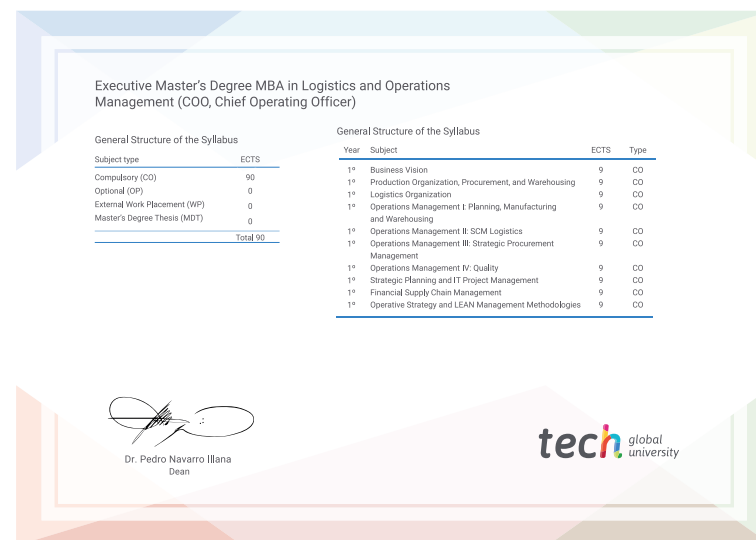 Executive Master's Degree MBA in Logistics and Operations
Management (COO, Chief Operating Officer)
General Structure of the Syllabus
Subject type ECTS
Compulsory (CO) 90
Optional (OP) 0
External Work Placement (WP) 0
Master's Degree Thesis (MDT) 0
Total 90
General Structure of the Syllabus
Year Subject ECTS Type
1º Business Vision 9 CO
1º Production Organization, Procurement, and Warehousing 9 CO
1º Logistics Organization 9 CO
1º Operations Management I: Planning, Manufacturing 9 CO
and Warehousing
1º Operations Management II: SCM Logistics 9 CO
1º Operations Management III: Strategic Procurement 9 CO
Management
1º Operations Management IV: Quality 9 CO
1º Strategic Planning and IT Project Management 9 CO
1º Financial Supply Chain Management 9 CO
1º Operative Strategy and LEAN Management Methodologies 9 CO
Dr. Pedro Navarro Illana
Dean
tech global
university